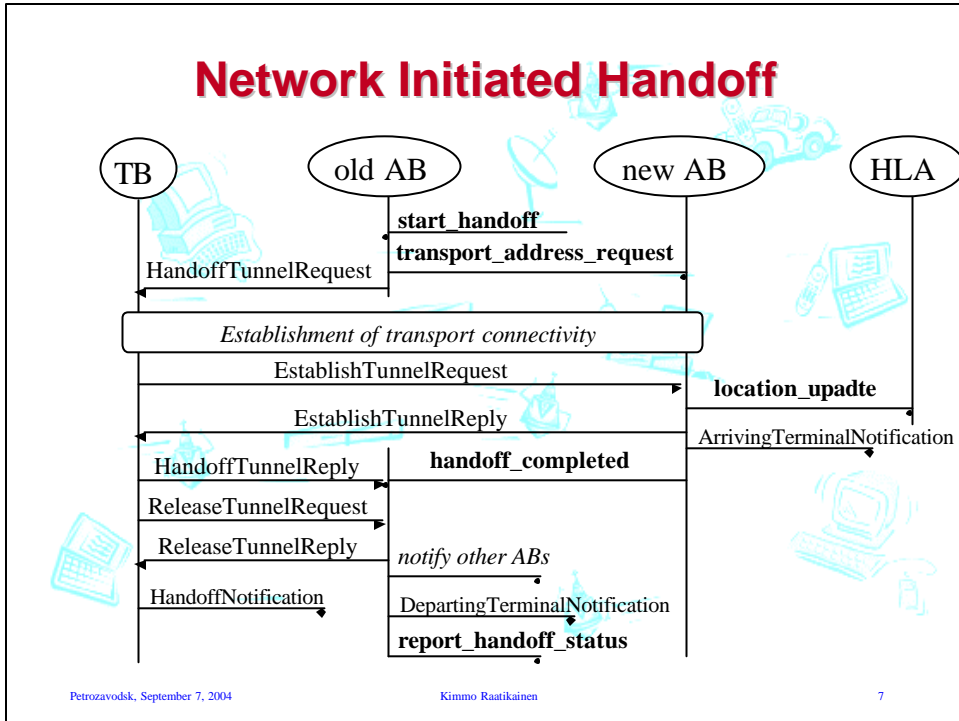 Network Initiated Handoff
TB
old AB
new AB
HLA
start_handoff
transport_address_request
HandoffTunnelRequest
Establishment of transport connectivity
EstablishTunnelRequest
location_upadte
EstablishTunnelReply
ArrivingTerminalNotification
HandoffTunnelReply
handoff_completed
ReleaseTunnelRequest
ReleaseTunnelReply
notify other ABs
HandoffNotification
DepartingTerminalNotification
report_handoff_status
Petrozavodsk, September 7, 2004
Kimmo Raatikainen
7